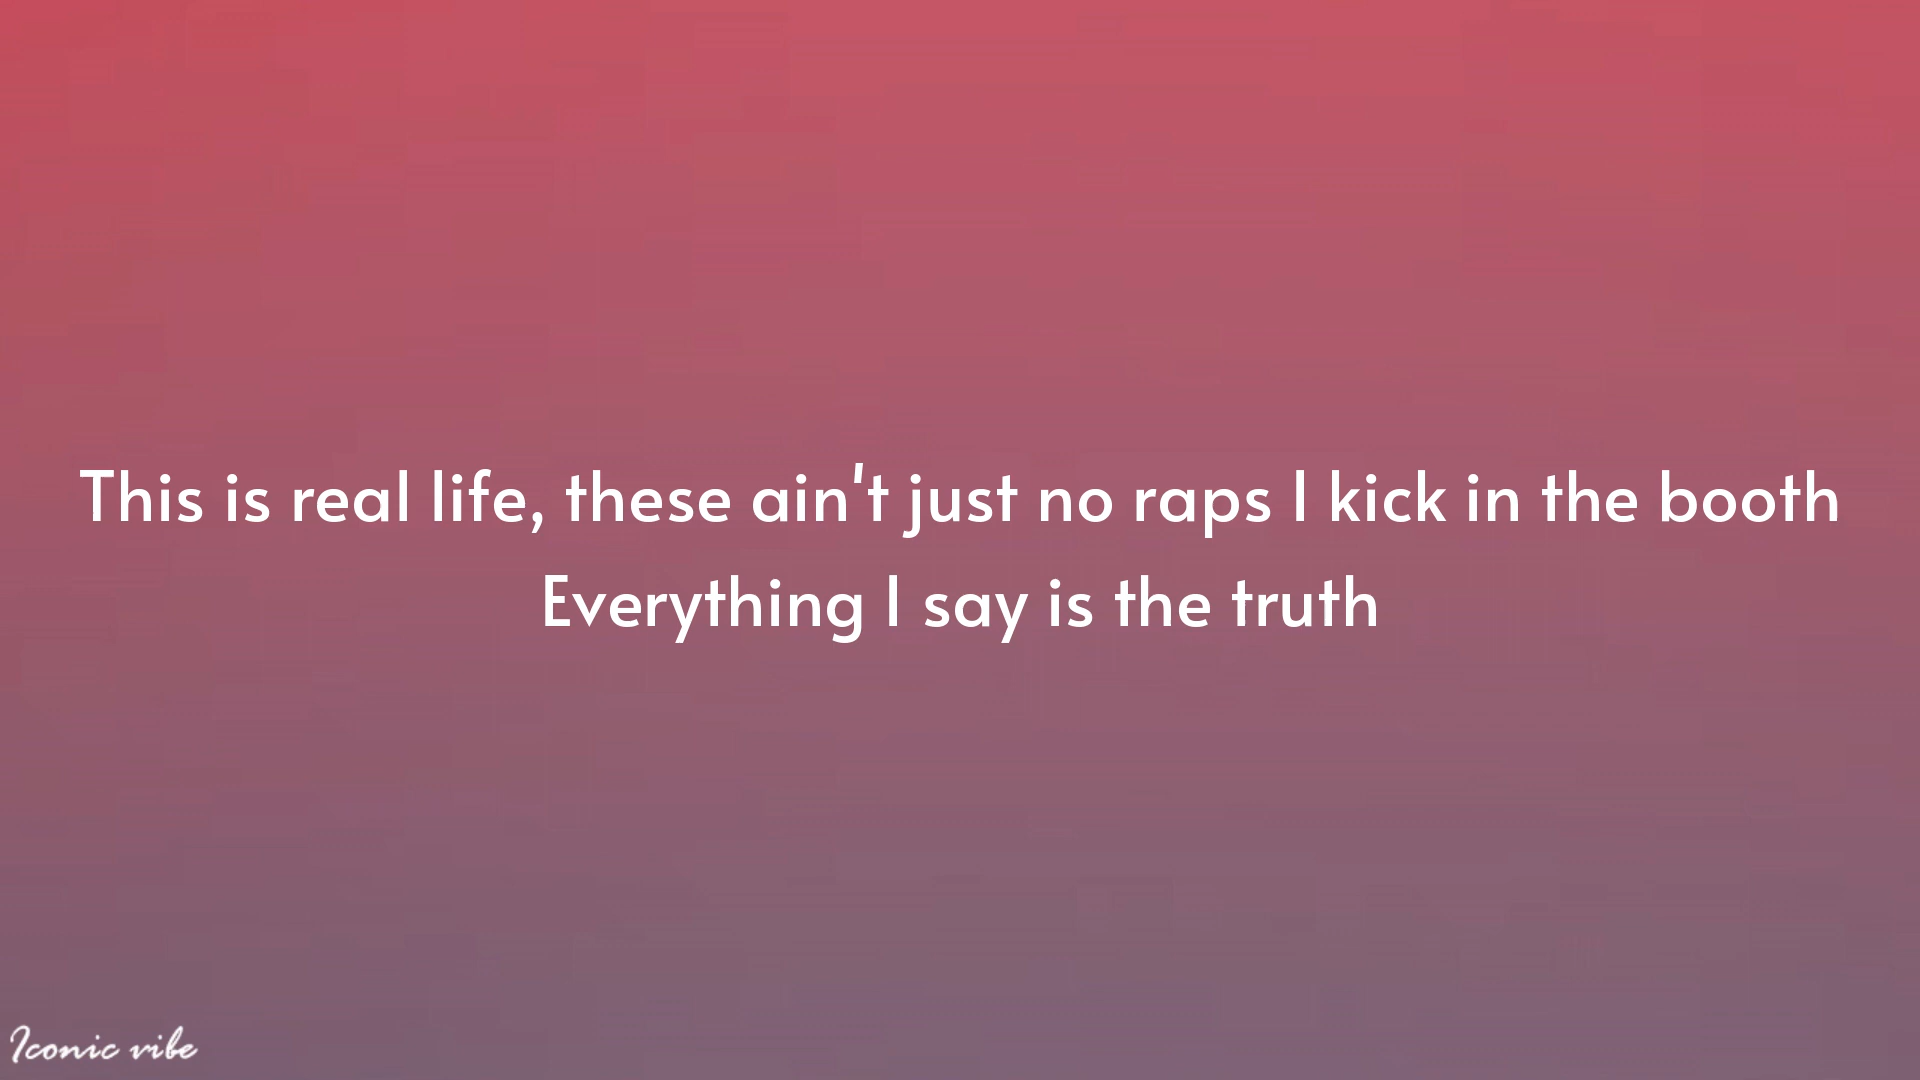 This is real life, these ain't just no raps I kick in the booth
Everything I say is the truth
Iconic vibe